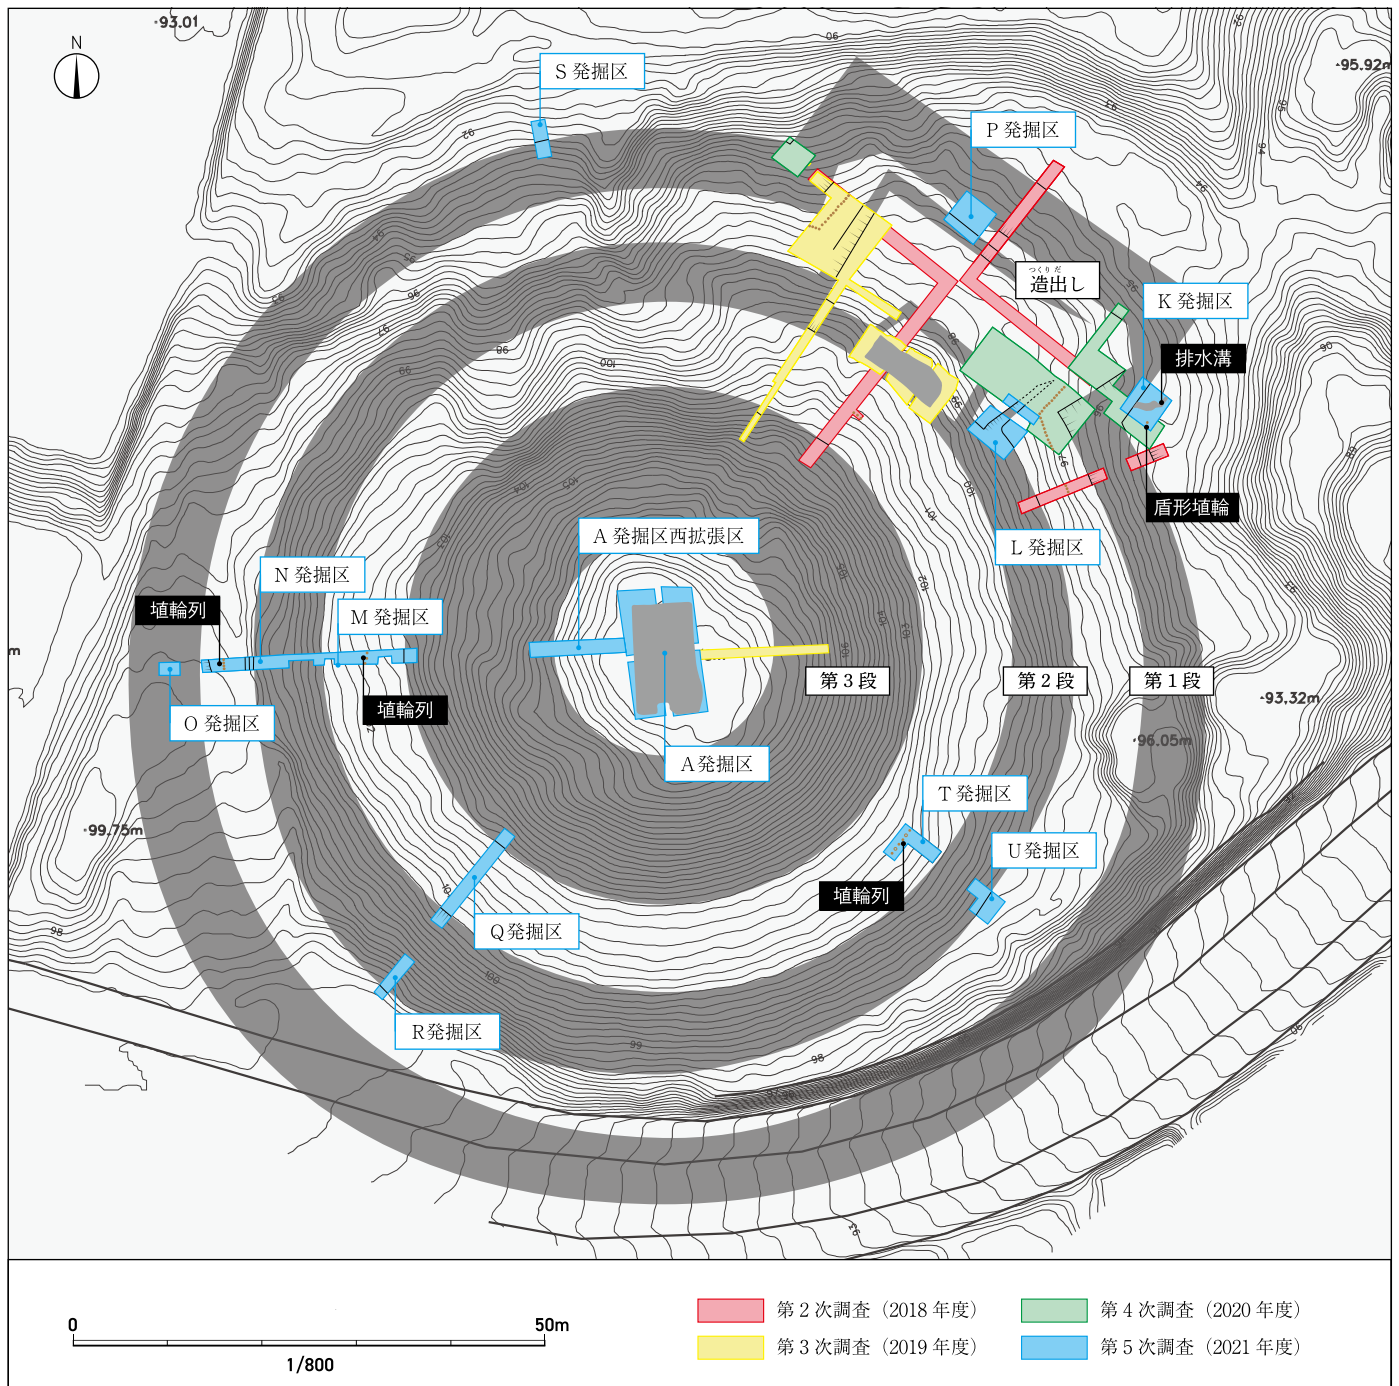 93.01
N
90
92
S 発掘区
95.92m
P 発掘区
つくり だ
造出し
K 発掘区
排水溝
盾形埴輪
L 発掘区
A 発掘区西拡張区
N 発掘区
M 発掘区
埴輪列
埴輪列
O 発掘区
第 3 段
第 2 段
第 1 段
93.32m
96.05m
A発掘区
T 発掘区
99.75m
U発掘区
埴輪列
Q発掘区
R発掘区
0
50m
1/800
第 2 次調査（2018 年度）
第 4 次調査（2020 年度）
第 3 次調査（2019 年度）
第 5 次調査（2021 年度）